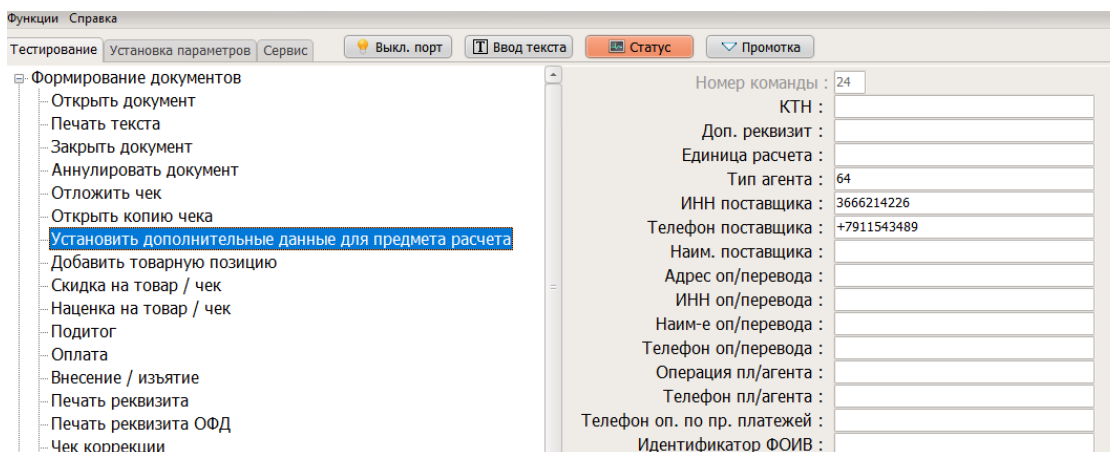 Функции Справка
Тестирование Установка параметров Сервис Выкл. порт Ввод текста Статус Промотка
Формирование документов
Открыть документ
Печать текста
Закрыть документ
Аннулировать документ
Отложить чек
Открыть копию чека
Установить дополнительные данные для предмета расчета
Добавить товарную позицию
Скидка на товар / чек
Наценка на товар / чек
Подитог
Оплата
Внесение / изъятие
Печать реквизита
Печать реквизита ОФД
Чек коррекции
Номер команды : 24
КТН :
Доп. реквизит :
Единица расчета :
Тип агента : 64
ИНН поставщика : 3666214226
Телефон поставщика : +7911543489
Наим. поставщика :
Адрес оп/перевода :
ИНН оп/перевода :
Наим-е оп/перевода :
Телефон оп/перевода :
Операция пл/агента :
Телефон пл/агента :
Телефон оп. по пр. платежей :
Идентификатор ФОИВ :